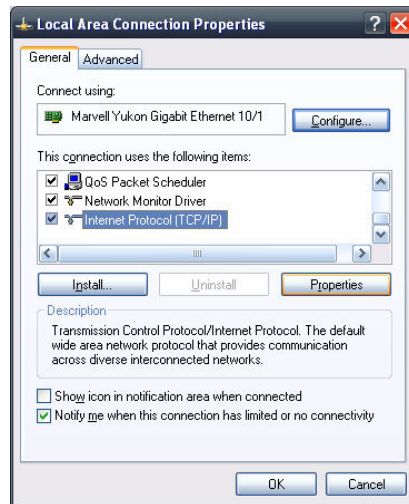 Local Area Connection Properties
General Advanced
Connect using:
Marvell Yukon Gigabit Ethernet 10/1 Configure...
This connection uses the following items:
QoS Packet Scheduler
Network Monitor Driver
Internet Protocol (TCP/IP)
Install... Uninstall Properties
Description
Transmission Control Protocol/Internet Protocol. The default
wide area network protocol that provides communication
across diverse interconnected networks.
Show icon in notification area when connected
Notify me when this connection has limited or no connectivity
OK Cancel